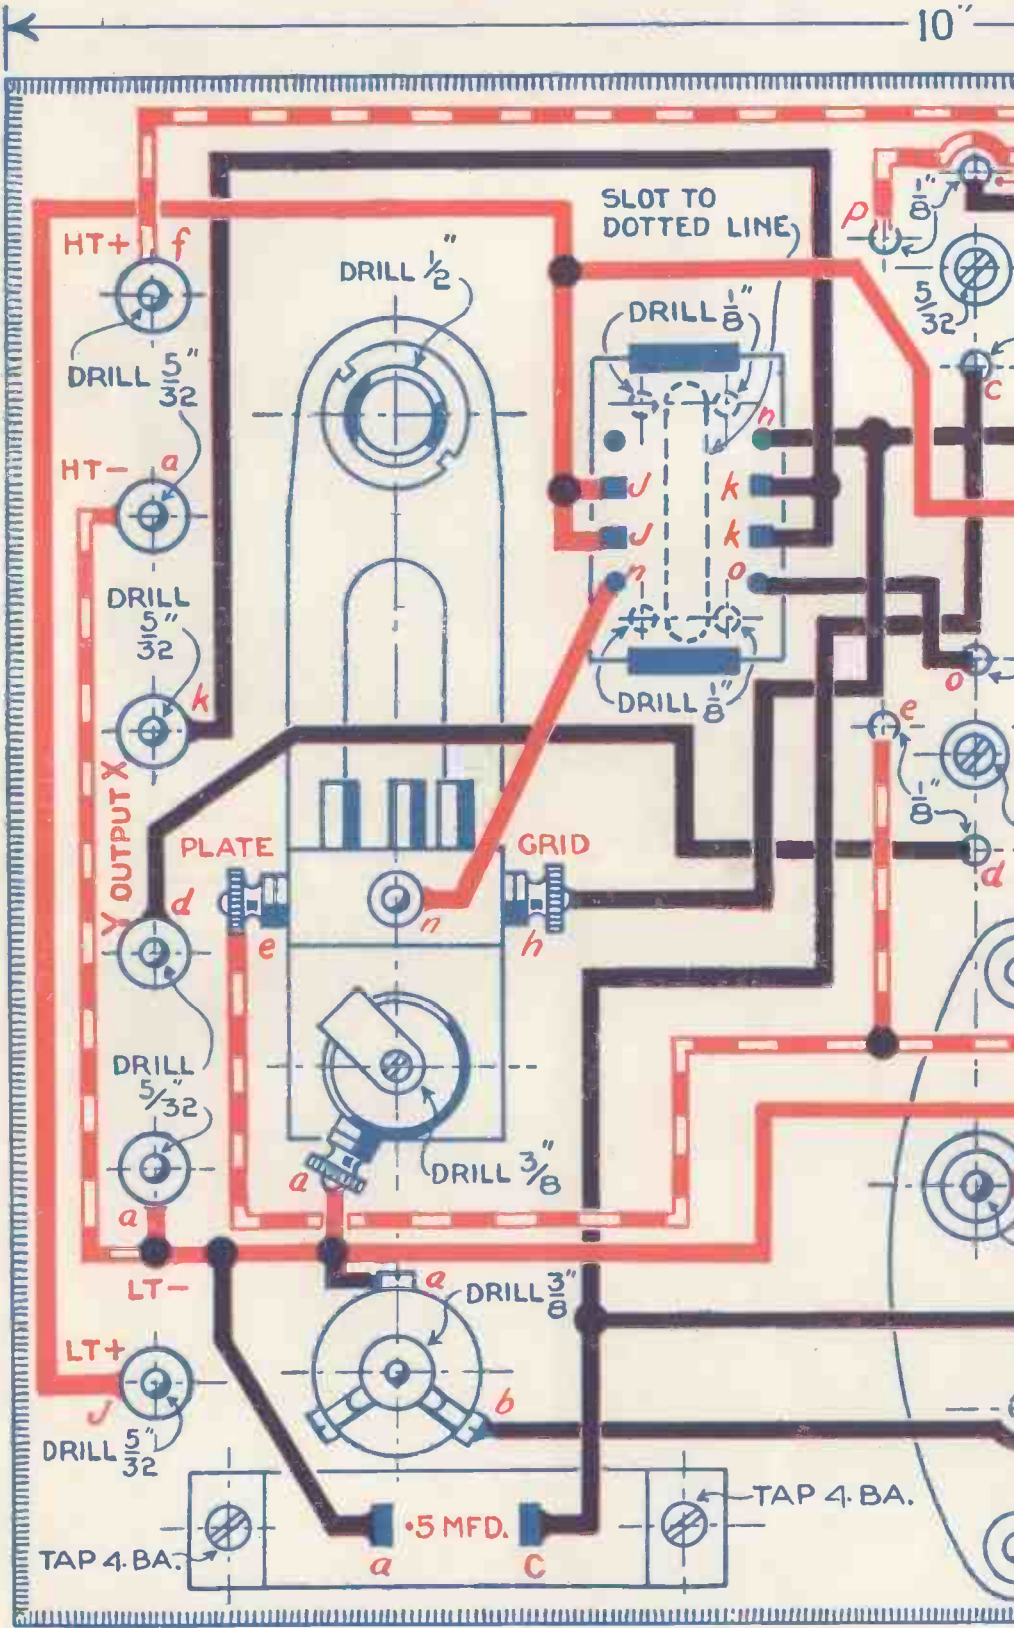 10"
SLOT TO
DOTTED LINE
p
1/8"
HT+ f
DRILL 1/2"
DRILL 1/8"
5/32
DRILL 5/32"
c
n
HT- a
J k
J k
n o
DRILL
5/32"
k
DRILL 1/8"
o
e
1/8"
Y OUTPUT X
PLATE
GRID
d
d
e
n
h
DRILL
5/32"
a
DRILL 3/8"
a
LT-
a
DRILL 3/8"
LT+
J
b
DRILL 5/32"
TAP 4.BA.
·5 MFD.
TAP 4.BA.
a
c